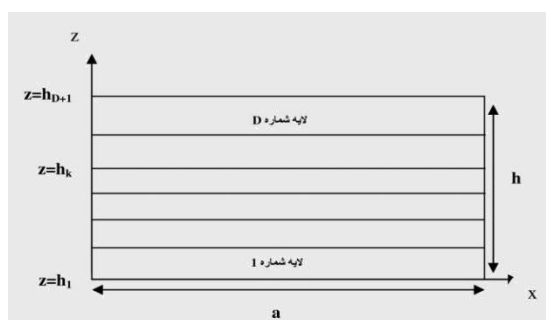 z
z=h_{D+1}
لایه شماره D
z=h_k
h
لایه شماره 1
z=h_1
x
a